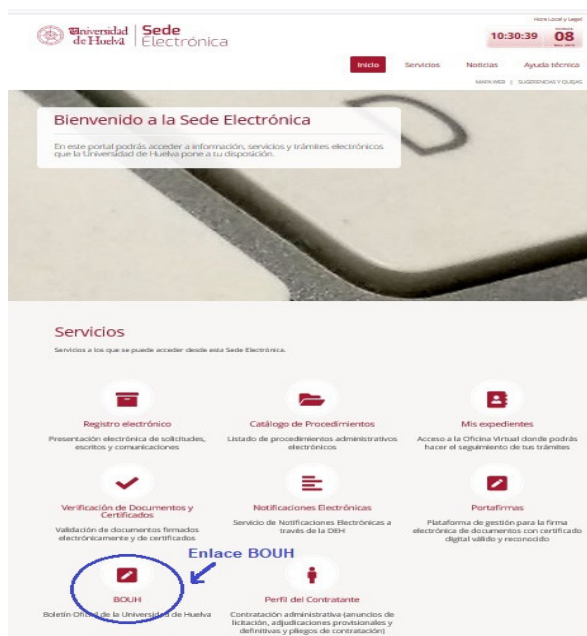 Hora Local y Legal
Universidad
de Huelva
Sede
Electrónica
10:30:39
08
Inicio
Servicios
Noticias
Ayuda técnica
MAPA WEB | SUGERENCIAS Y QUEJAS
Bienvenido a la Sede Electrónica
En este portal podrás acceder a información, servicios y trámites electrónicos
que la Universidad de Huelva pone a tu disposición.
Servicios
Servicios a los que se puede acceder desde esta Sede Electrónica.
Registro electrónico
Presentación electrónica de solicitudes,
escritos y comunicaciones
Catálogo de Procedimientos
Listado de procedimientos administrativos
electrónicos
Mis expedientes
Acceso a la Oficina Virtual donde podrás
hacer el seguimiento de tus trámites
Verificación de Documentos y
Certificados
Validación de documentos firmados
electrónicamente y de certificados
Notificaciones Electrónicas
Servicio de Notificaciones Electrónicas a
través de la DEH
Portafirmas
Plataforma de gestión para la firma
electrónica de documentos con certificado
digital válido y reconocido
Enlace BOUH
BOUH
Boletín Oficial de la Universidad de Huelva
Perfil del Contratante
Contratación administrativa (anuncios de
licitación, adjudicaciones provisionales y
definitivas y pliegos de contratación)